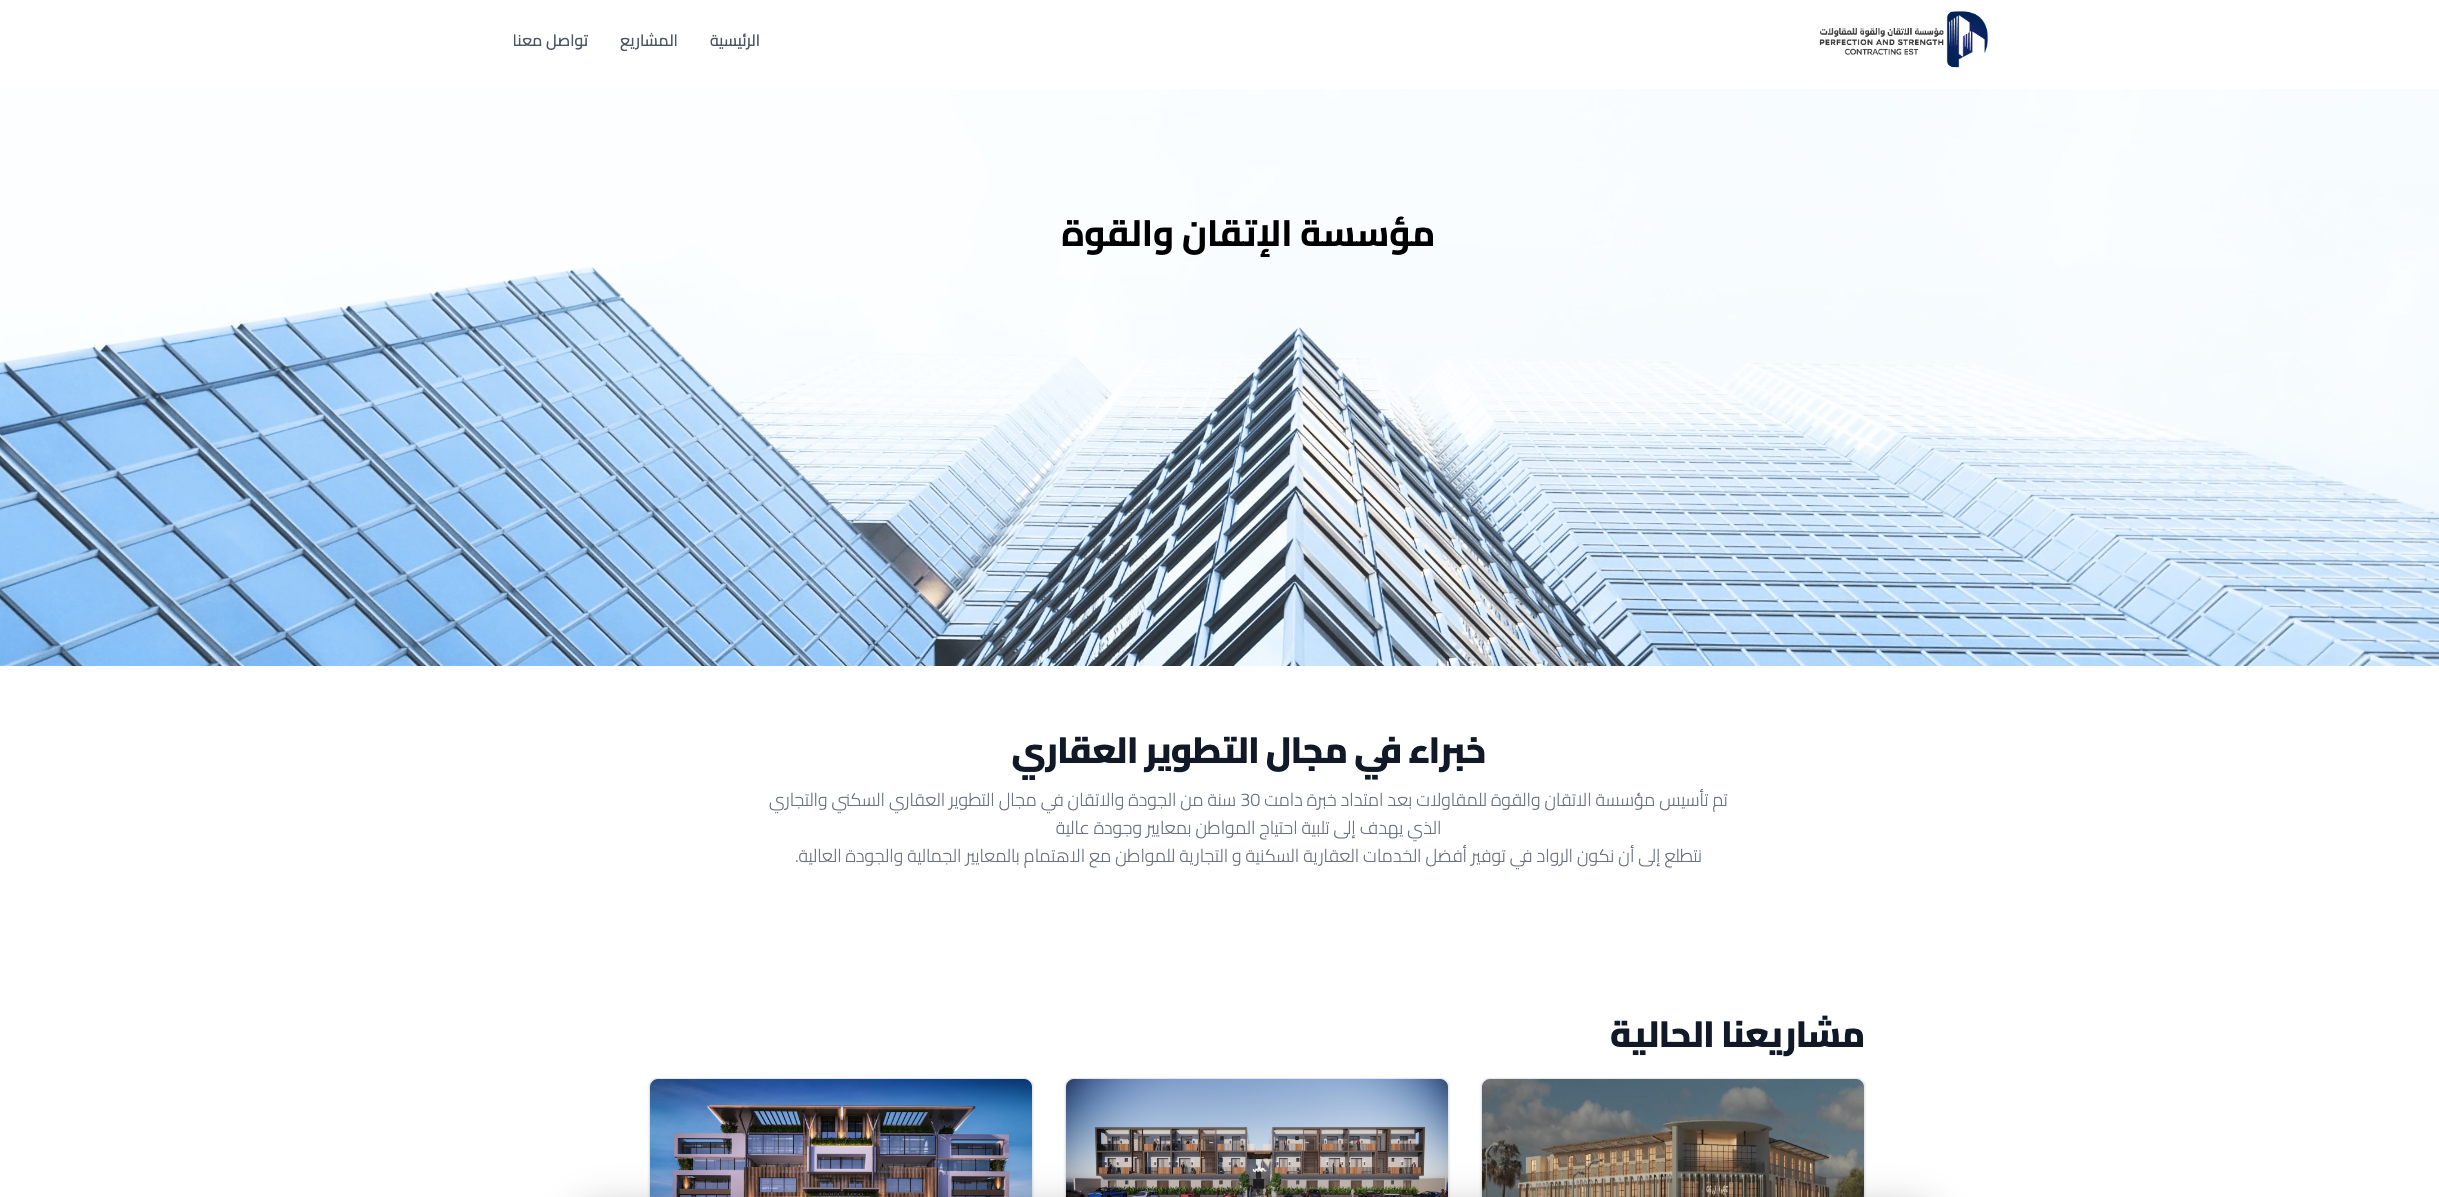 مؤسسة الاتقان والقوة للمقاولات
PERFECTION AND STRENGTH
CONTRACTING EST
الرئيسية
المشاريع
تواصل معنا
مؤسسة الإتقان والقوة
خبراء في مجال التطوير العقاري
تم تأسيس مؤسسة الاتقان والقوة للمقاولات بعد امتداد خبرة دامت 30 سنة من الجودة والاتقان في مجال التطوير العقاري السكني والتجاري
الذي يهدف إلى تلبية احتياج المواطن بمعايير وجودة عالية
نتطلع إلى أن نكون الرواد في توفير أفضل الخدمات العقارية السكنية و التجارية للمواطن مع الاهتمام بالمعايير الجمالية والجودة العالية.
مشاريعنا الحالية